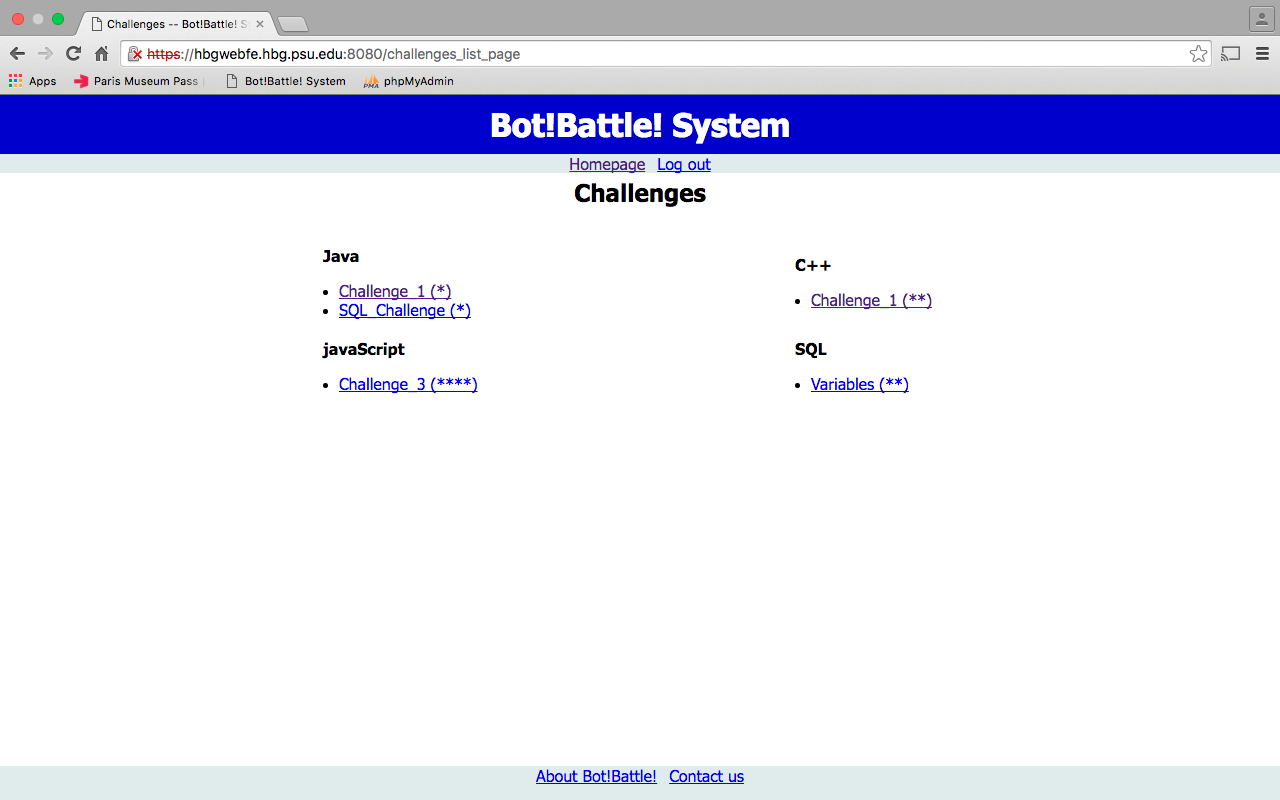 Challenges -- Bot!Battle! S
https://hbgwebfe.hbg.psu.edu:8080/challenges_list_page
Apps Paris Museum Pass Bot!Battle! System phpMyAdmin
Bot!Battle! System
Homepage Log out
Challenges
Java
• Challenge_1 (*)
• SQL_Challenge (*)
C++
• Challenge_1 (**)
javaScript
• Challenge_3 (****)
SQL
• Variables (**)
About Bot!Battle! Contact us